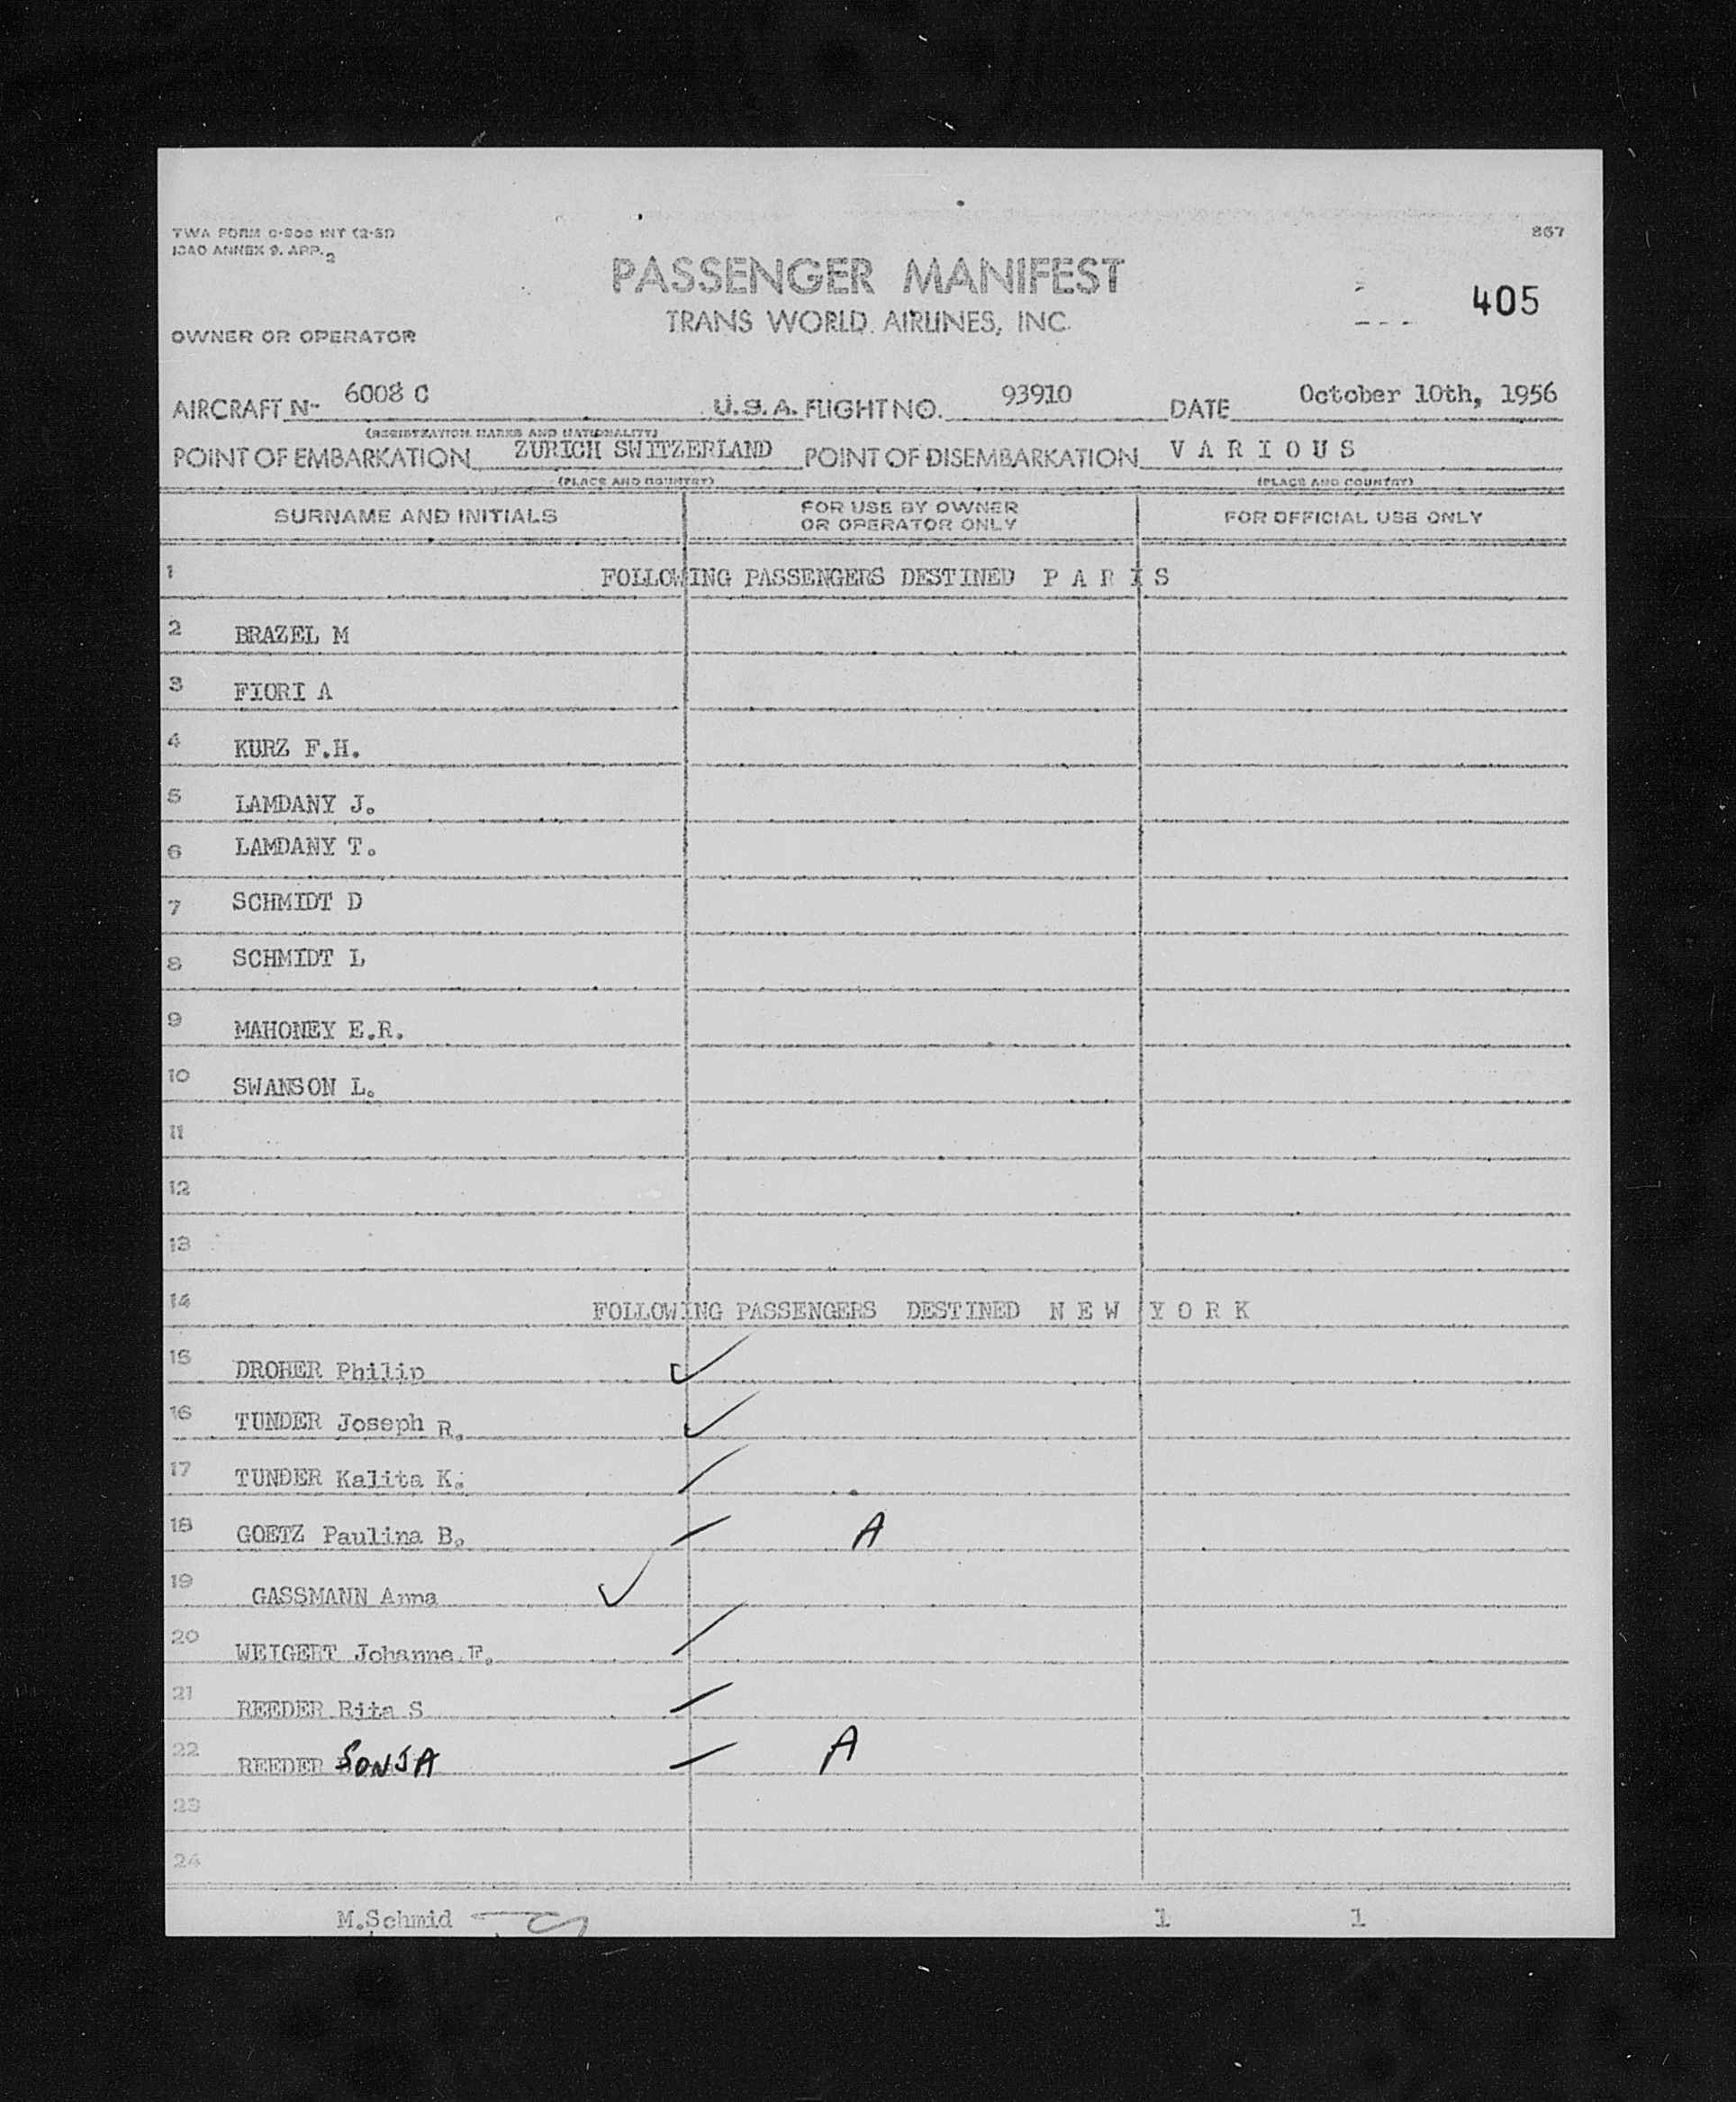 TWA FORM 0-806 INT (2-51)
867
ICAO ANNEX 9. APP. 2
PASSENGER MANIFEST
405
TRANS WORLD AIRLINES, INC.
OWNER OR OPERATOR
AIRCRAFT Nº 6008 C U.S.A. FLIGHT NO. 93910 DATE October 10th, 1956
(REGISTRATION MARKS AND NATIONALITY)
POINT OF EMBARKATION ZURICH SWITZERLAND POINT OF DISEMBARKATION V A R I O U S
(PLACE AND COUNTRY) (PLACE AND COUNTRY)
SURNAME AND INITIALS FOR USE BY OWNER OR OPERATOR ONLY FOR OFFICIAL USE ONLY
1 FOLLOWING PASSENGERS DESTINED P A R I S
2 BRAZEL M
3 FIORI A
4 KURZ F.H.
5 LAMDANY J.
6 LAMDANY T.
7 SCHMIDT D
8 SCHMIDT L
9 MAHONEY E.R.
10 SWANSON L.
11
12
13
14 FOLLOWING PASSENGERS DESTINED N E W Y O R K
15 DROHER Philip ✓
16 TUNDER Joseph R. ✓
17 TUNDER Kalita K.
18 GOETZ Paulina B. A
19 GASSMANN Anna ✓
20 WEIGERT Johanna F.
21 REEDER Rita S
22 REEDER SONJA A
23
24
M.Schmid 1 1